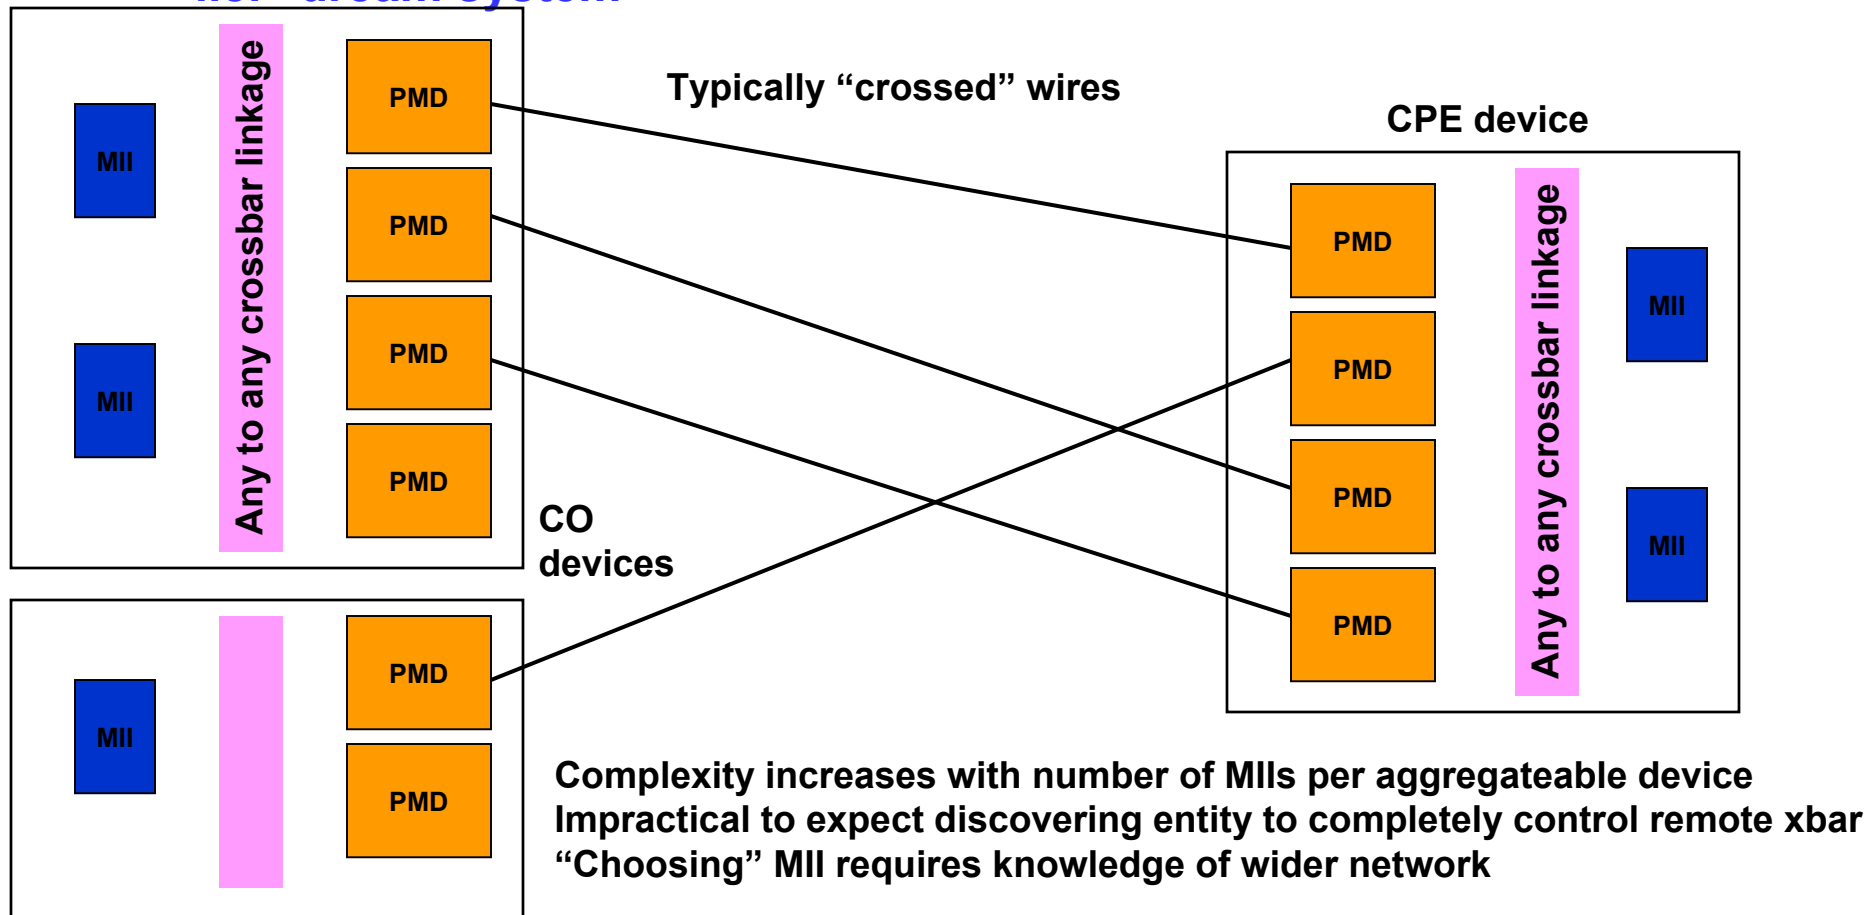 system
Typically “crossed” wires
CPE device
PMD
PMD
PMD
PMD
MII
MII
Any to any crossbar linkage
CO
devices
PMD
PMD
PMD
PMD
MII
MII
Any to any crossbar linkage
PMD
PMD
MII
Complexity increases with number of MIIs per aggregateable device
Impractical to expect discovering entity to completely control remote xbar
“Choosing” MII requires knowledge of wider network